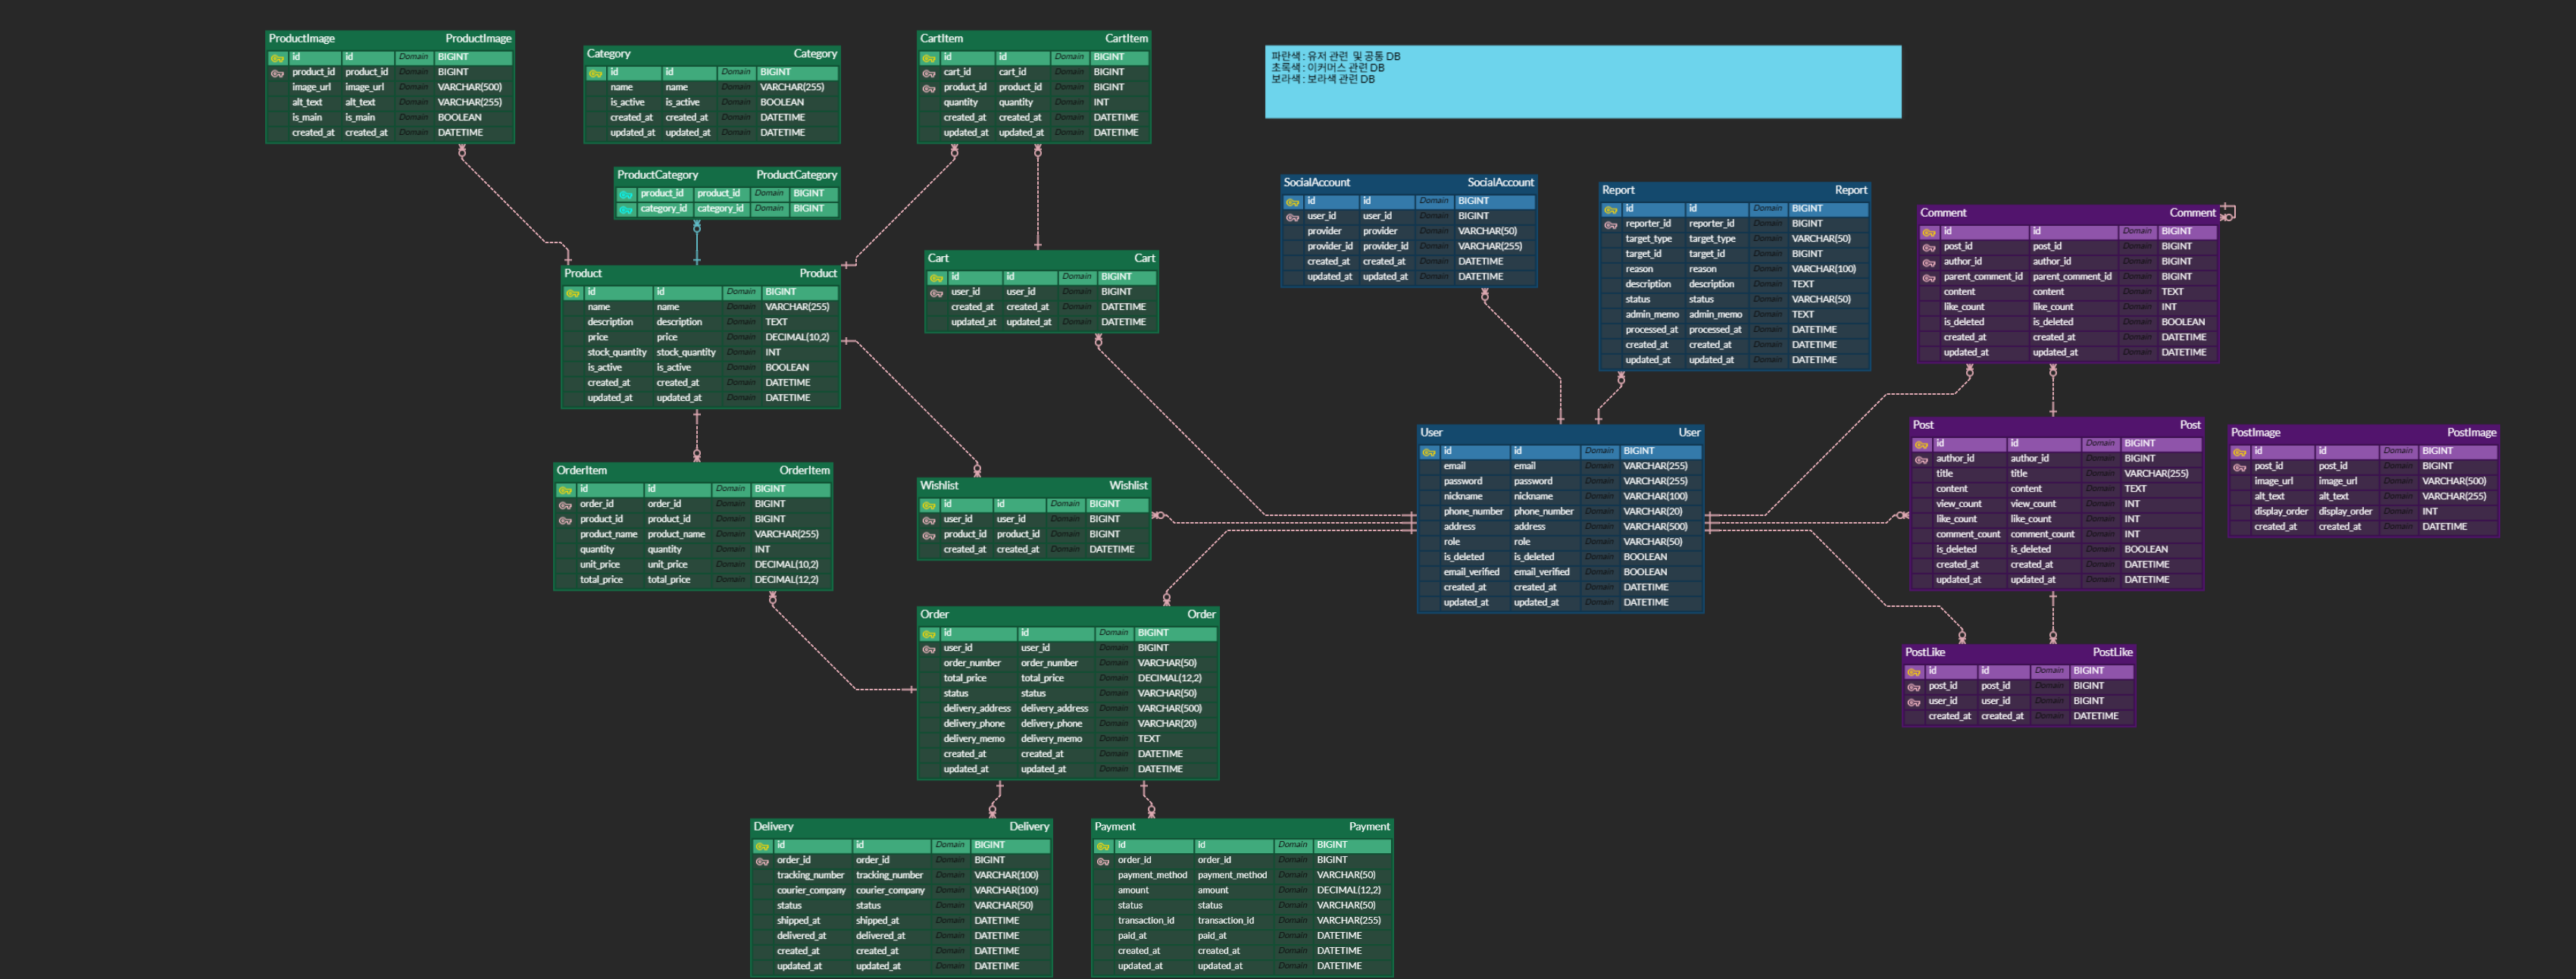 ProductImage ProductImage
id id Domain BIGINT
product_id product_id Domain BIGINT
image_url image_url Domain VARCHAR(500)
alt_text alt_text Domain VARCHAR(255)
is_main is_main Domain BOOLEAN
created_at created_at Domain DATETIME
Category Category
id id Domain BIGINT
name name Domain VARCHAR(255)
is_active is_active Domain BOOLEAN
created_at created_at Domain DATETIME
updated_at updated_at Domain DATETIME
CartItem CartItem
id id Domain BIGINT
cart_id cart_id Domain BIGINT
product_id product_id Domain BIGINT
quantity quantity Domain INT
created_at created_at Domain DATETIME
updated_at updated_at Domain DATETIME
파란색 : 유저 관련 및 공통 DB
초록색 : 이커머스 관련 DB
보라색 : 보라색 관련 DB
ProductCategory ProductCategory
product_id product_id Domain BIGINT
category_id category_id Domain BIGINT
SocialAccount SocialAccount
id id Domain BIGINT
user_id user_id Domain BIGINT
provider provider Domain VARCHAR(50)
provider_id provider_id Domain VARCHAR(255)
created_at created_at Domain DATETIME
updated_at updated_at Domain DATETIME
Report Report
id id Domain BIGINT
reporter_id reporter_id Domain BIGINT
target_type target_type Domain VARCHAR(50)
target_id target_id Domain BIGINT
reason reason Domain VARCHAR(100)
description description Domain TEXT
status status Domain VARCHAR(50)
admin_memo admin_memo Domain TEXT
processed_at processed_at Domain DATETIME
created_at created_at Domain DATETIME
updated_at updated_at Domain DATETIME
Comment Comment
id id Domain BIGINT
post_id post_id Domain BIGINT
author_id author_id Domain BIGINT
parent_comment_id parent_comment_id Domain BIGINT
content content Domain TEXT
like_count like_count Domain INT
is_deleted is_deleted Domain BOOLEAN
created_at created_at Domain DATETIME
updated_at updated_at Domain DATETIME
Product Product
id id Domain BIGINT
name name Domain VARCHAR(255)
description description Domain TEXT
price price Domain DECIMAL(10,2)
stock_quantity stock_quantity Domain INT
is_active is_active Domain BOOLEAN
created_at created_at Domain DATETIME
updated_at updated_at Domain DATETIME
Cart Cart
id id Domain BIGINT
user_id user_id Domain BIGINT
created_at created_at Domain DATETIME
updated_at updated_at Domain DATETIME
User User
id id Domain BIGINT
email email Domain VARCHAR(255)
password password Domain VARCHAR(255)
nickname nickname Domain VARCHAR(100)
phone_number phone_number Domain VARCHAR(20)
address address Domain VARCHAR(500)
role role Domain VARCHAR(50)
is_deleted is_deleted Domain BOOLEAN
email_verified email_verified Domain BOOLEAN
created_at created_at Domain DATETIME
updated_at updated_at Domain DATETIME
Post Post
id id Domain BIGINT
author_id author_id Domain BIGINT
title title Domain VARCHAR(255)
content content Domain TEXT
view_count view_count Domain INT
like_count like_count Domain INT
comment_count comment_count Domain INT
is_deleted is_deleted Domain BOOLEAN
created_at created_at Domain DATETIME
updated_at updated_at Domain DATETIME
PostImage PostImage
id id Domain BIGINT
post_id post_id Domain BIGINT
image_url image_url Domain VARCHAR(500)
alt_text alt_text Domain VARCHAR(255)
display_order display_order Domain INT
created_at created_at Domain DATETIME
OrderItem OrderItem
id id Domain BIGINT
order_id order_id Domain BIGINT
product_id product_id Domain BIGINT
product_name product_name Domain VARCHAR(255)
quantity quantity Domain INT
unit_price unit_price Domain DECIMAL(10,2)
total_price total_price Domain DECIMAL(12,2)
Wishlist Wishlist
id id Domain BIGINT
user_id user_id Domain BIGINT
product_id product_id Domain BIGINT
created_at created_at Domain DATETIME
Order Order
id id Domain BIGINT
user_id user_id Domain BIGINT
order_number order_number Domain VARCHAR(50)
total_price total_price Domain DECIMAL(12,2)
status status Domain VARCHAR(50)
delivery_address delivery_address Domain VARCHAR(500)
delivery_phone delivery_phone Domain VARCHAR(20)
delivery_memo delivery_memo Domain TEXT
created_at created_at Domain DATETIME
updated_at updated_at Domain DATETIME
PostLike PostLike
id id Domain BIGINT
post_id post_id Domain BIGINT
user_id user_id Domain BIGINT
created_at created_at Domain DATETIME
Delivery Delivery
id id Domain BIGINT
order_id order_id Domain BIGINT
tracking_number tracking_number Domain VARCHAR(100)
courier_company courier_company Domain VARCHAR(100)
status status Domain VARCHAR(50)
shipped_at shipped_at Domain DATETIME
delivered_at delivered_at Domain DATETIME
created_at created_at Domain DATETIME
updated_at updated_at Domain DATETIME
Payment Payment
id id Domain BIGINT
order_id order_id Domain BIGINT
payment_method payment_method Domain VARCHAR(50)
amount amount Domain DECIMAL(12,2)
status status Domain VARCHAR(50)
transaction_id transaction_id Domain VARCHAR(255)
paid_at paid_at Domain DATETIME
created_at created_at Domain DATETIME
updated_at updated_at Domain DATETIME